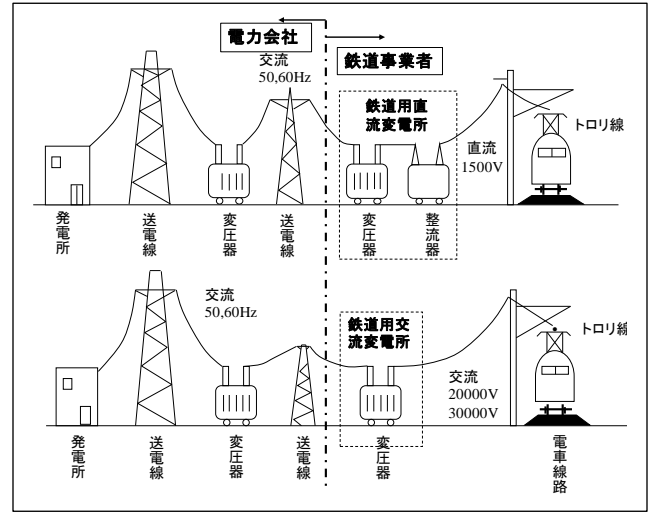 電力会社
鉄道事業者
交流
50,60Hz
鉄道用直
流変電所
直流
1500V
トロリ線
発電所
送電線
変圧器
送電線
変圧器
整流器
交流
50,60Hz
鉄道用交
流変電所
交流
20000V
30000V
トロリ線
発電所
送電線
変圧器
送電線
変圧器
電車線路